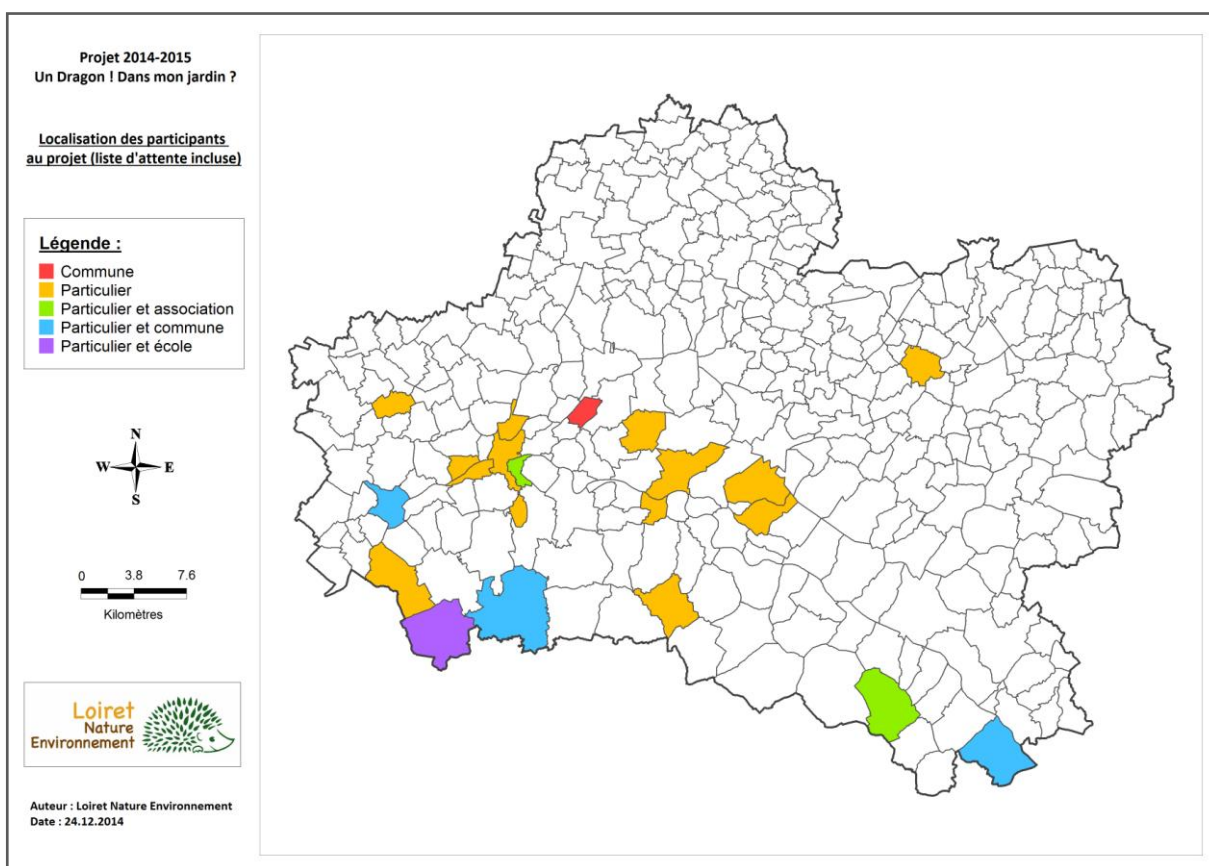 Projet 2014-2015
Un Dragon ! Dans mon jardin ?
Localisation des participants
au projet (liste d'attente incluse)
Légende :
Commune
Particulier
Particulier et association
Particulier et commune
Particulier et école
N
W
E
S
0 3.8 7.6
Kilomètres
Loiret
Nature
Environnement
Auteur : Loiret Nature Environnement
Date : 24.12.2014